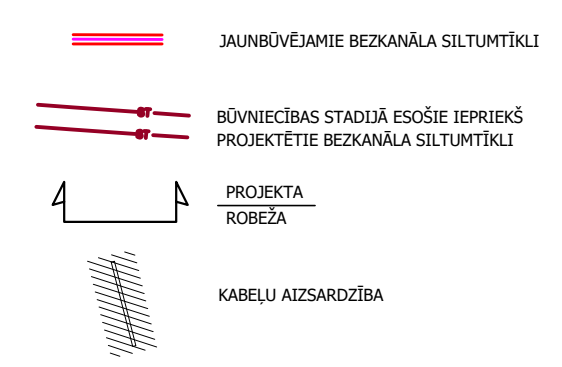 JAUNBŪVĒJAMIE BEZKANĀLA SILTUMTĪKLI
ST
ST
BŪVNIECĪBAS STADIJĀ ESOŠIE IEPRIEKŠ
PROJEKTĒTIE BEZKANĀLA SILTUMTĪKLI
PROJEKTA
ROBEŽA
KABEĻU AIZSARDZĪBA